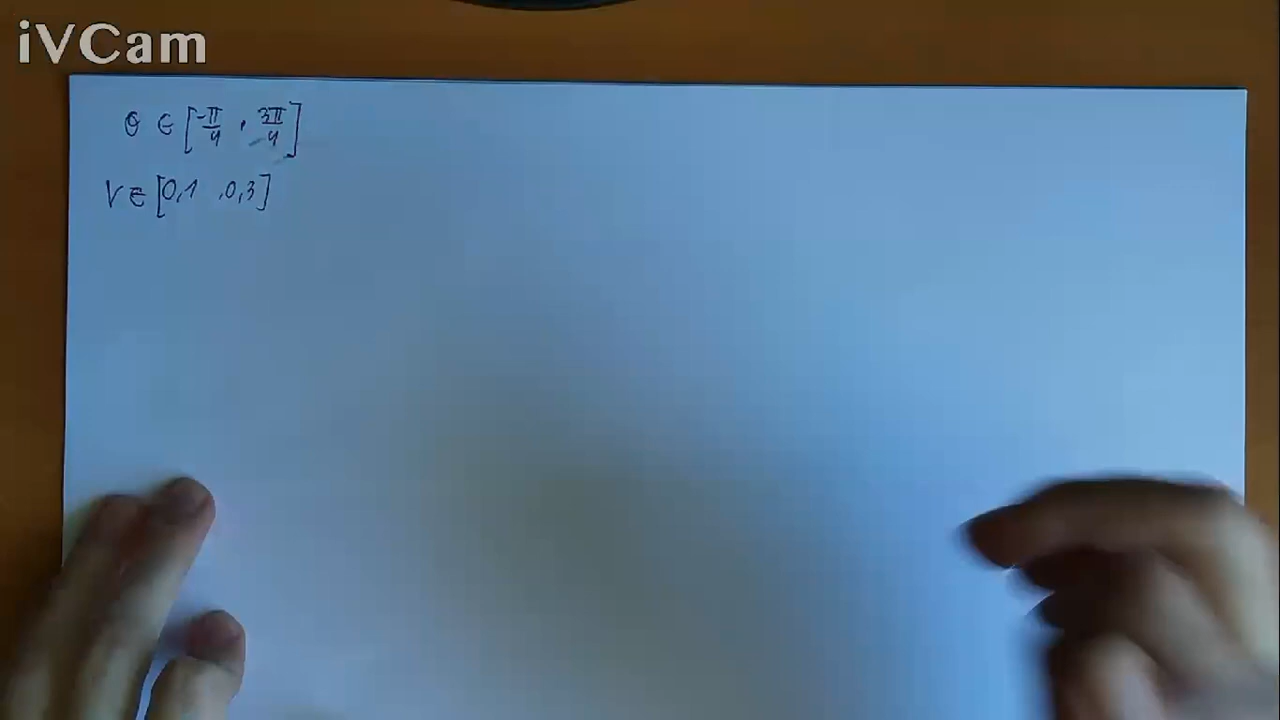 iVCam
θ ∈ [-π/4 , 3π/4]
r ∈ [0,1 , 0,3]